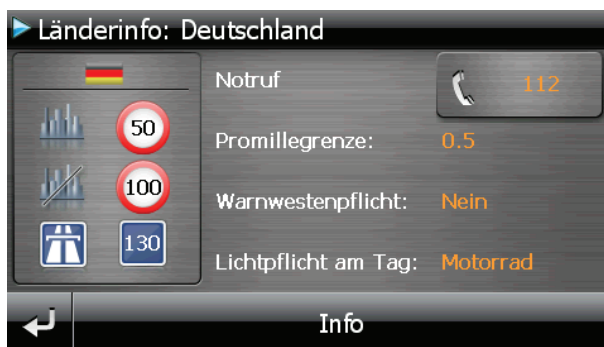 Länderinfo: Deutschland
Notruf 112
50
Promillegrenze: 0.5
100
Warnwestenpflicht: Nein
130
Lichtpflicht am Tag: Motorrad
Info